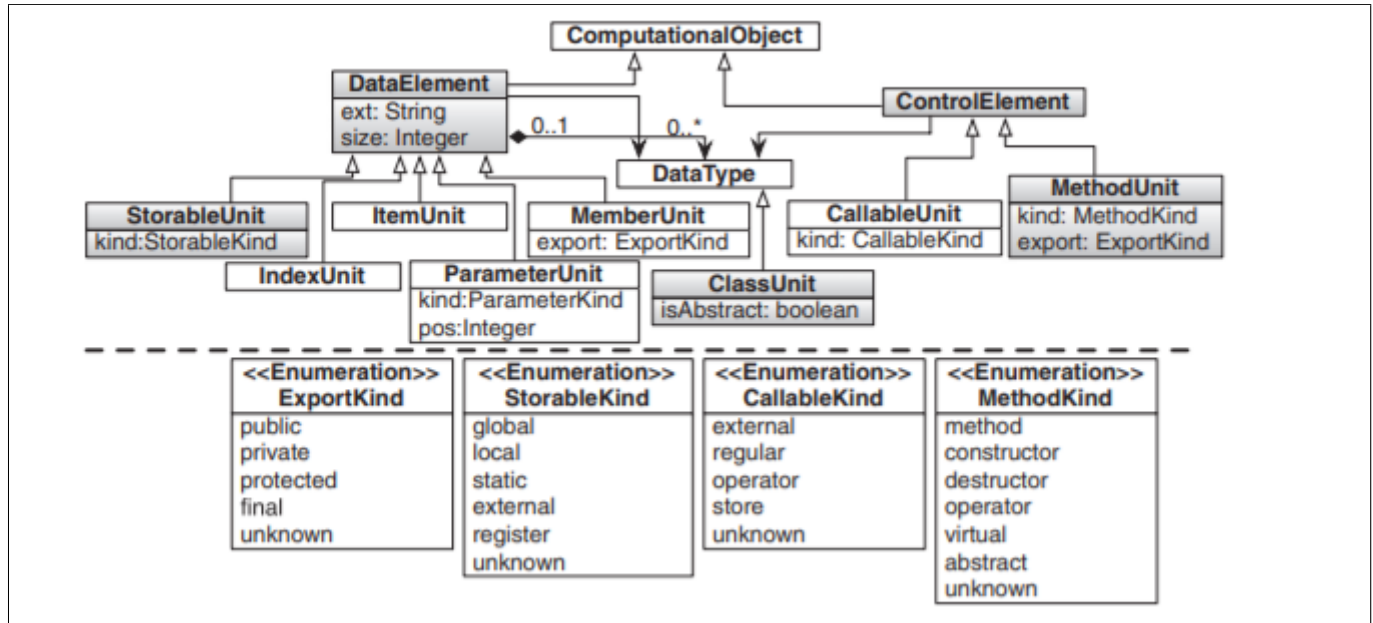 ComputationalObject
DataElement
ext: String
size: Integer
ControlElement
0..1
0..*
DataType
StorableUnit
kind:StorableKind
ItemUnit
MemberUnit
export: ExportKind
CallableUnit
kind: CallableKind
MethodUnit
kind: MethodKind
export: ExportKind
IndexUnit
ParameterUnit
kind:ParameterKind
pos:Integer
ClassUnit
isAbstract: boolean
<<Enumeration>>
ExportKind
public
private
protected
final
unknown
<<Enumeration>>
StorableKind
global
local
static
external
register
unknown
<<Enumeration>>
CallableKind
external
regular
operator
store
unknown
<<Enumeration>>
MethodKind
method
constructor
destructor
operator
virtual
abstract
unknown